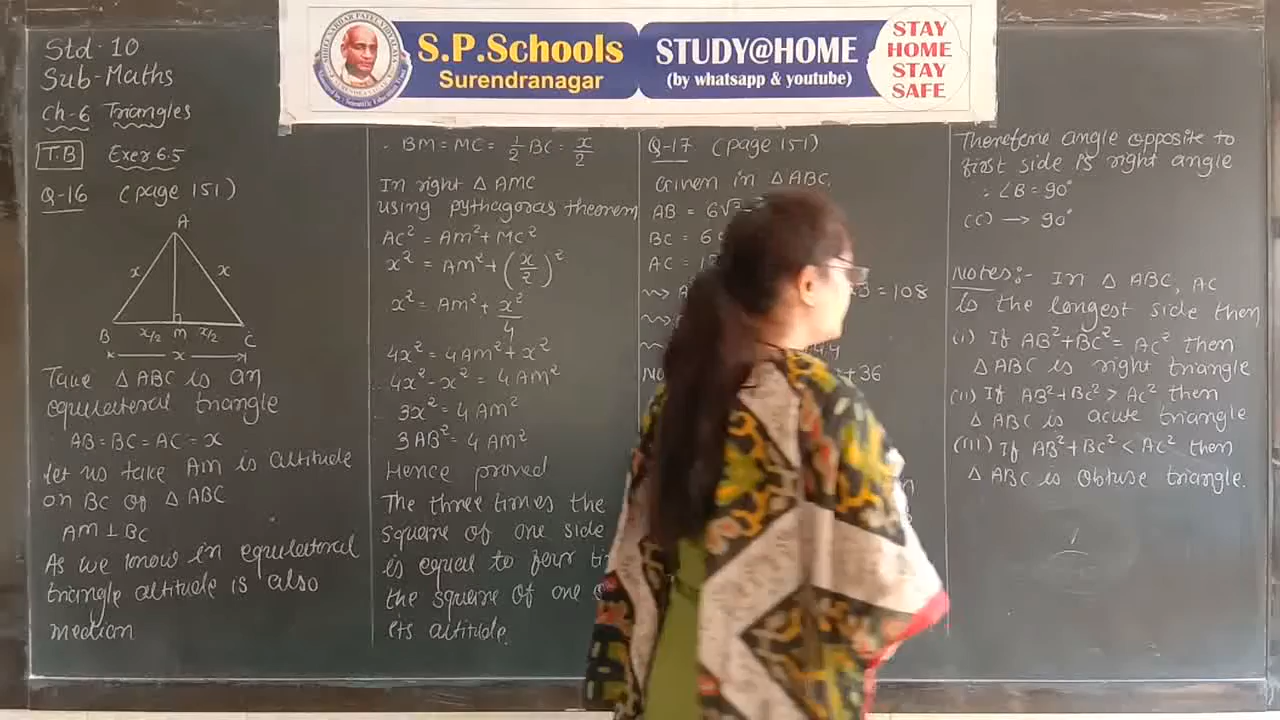 S.P.Schools
Surendranagar
STUDY@HOME
(by whatsapp & youtube)
STAY
HOME
STAY
SAFE
Std-10
Sub-Maths
Ch-6 Triangles
T.B Exer 6.5
Q-16 (page 151)
A
x x
B x/2 M x/2 C
x
Take △ABC is an
equilateral triangle
AB=BC=AC=x
let us take AM is altitude
on BC of △ABC
AM⊥BC
As we know in equilateral
triangle altitude is also
median
∴ BM=MC=1/2 BC=x/2
In right △AMC
using pythagoras theorem
AC²=AM²+MC²
x²=AM²+(x/2)²
x²=AM²+x²/4
4x²=4AM²+x²
4x²-x²=4AM²
3x²=4AM²
3AB²=4AM²
Hence proved
The three times the
square of one side
is equal to four
the square of one
its altitude.
Q-17 (page 151)
Given in △ABC,
AB = 6√
BC = 6
AC = 1
= 108
+36
Therefore angle opposite to
first side is right angle
∴ ∠B=90°
(C) → 90°
Notes:- In △ABC, AC
is the longest side then
(i) If AB²+BC²=AC² then
△ABC is right triangle
(ii) If AB²+BC²>AC² then
△ABC is acute triangle
(iii) If AB²+BC²<AC² then
△ABC is obtuse triangle.